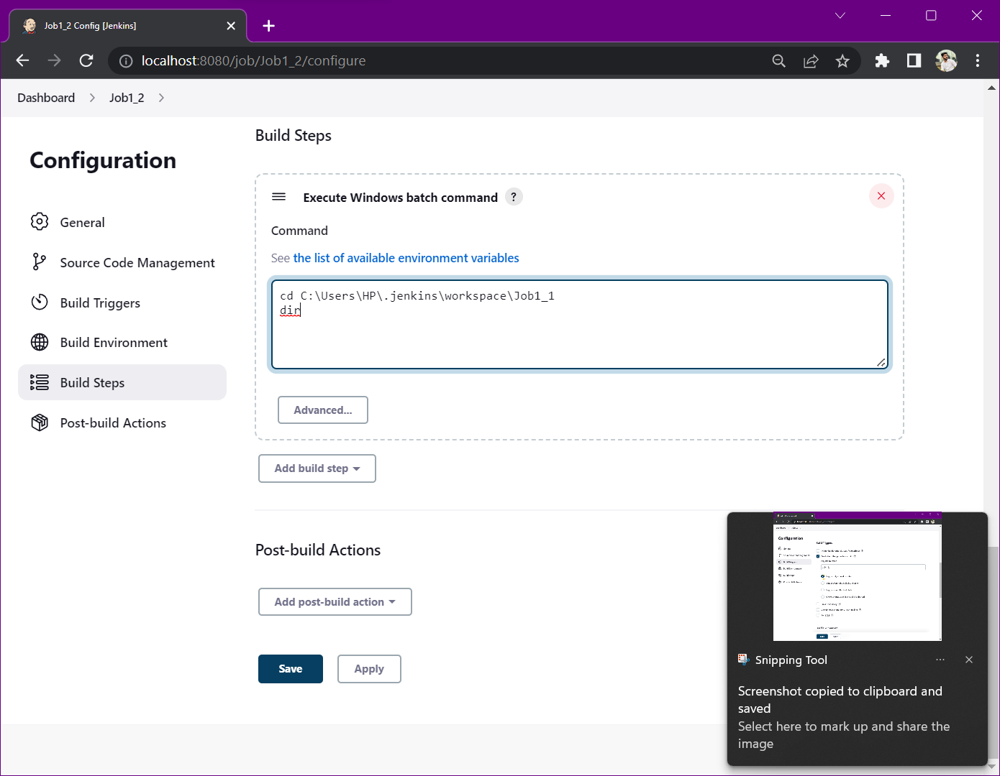 Job1_2 Config [Jenkins]
localhost:8080/job/Job1_2/configure
Dashboard
Job1_2
Configuration
General
Source Code Management
Build Triggers
Build Environment
Build Steps
Post-build Actions
Build Steps
Execute Windows batch command ?
Command
See the list of available environment variables
cd C:\Users\HP\.jenkins\workspace\Job1_1
dir
Advanced...
Add build step
Post-build Actions
Add post-build action
Save
Apply
Configuration
Snipping Tool
Screenshot copied to clipboard and
saved
Select here to mark up and share the
image